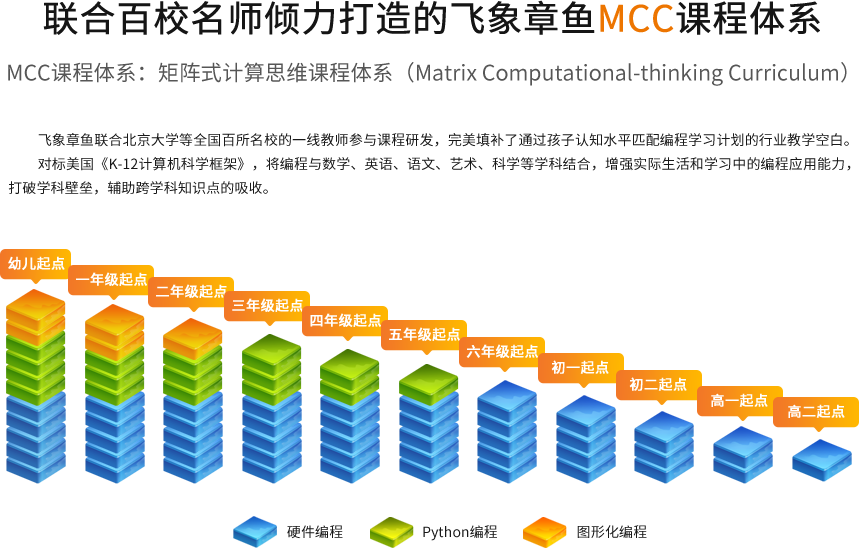 联合百校名师倾力打造的飞象章鱼MCC课程体系
MCC课程体系：矩阵式计算思维课程体系（Matrix Computational-thinking Curriculum）
飞象章鱼联合北京大学等全国百所名校的一线教师参与课程研发，完美填补了通过孩子认知水平匹配编程学习计划的行业教学空白。
对标美国《K-12计算机科学框架》，将编程与数学、英语、语文、艺术、科学等学科结合，增强实际生活和学习中的编程应用能力，
打破学科壁垒，辅助跨学科知识点的吸收。
幼儿起点
一年级起点
二年级起点
三年级起点
四年级起点
五年级起点
六年级起点
初一起点
初二起点
高一起点
高二起点
硬件编程
Python编程
图形化编程